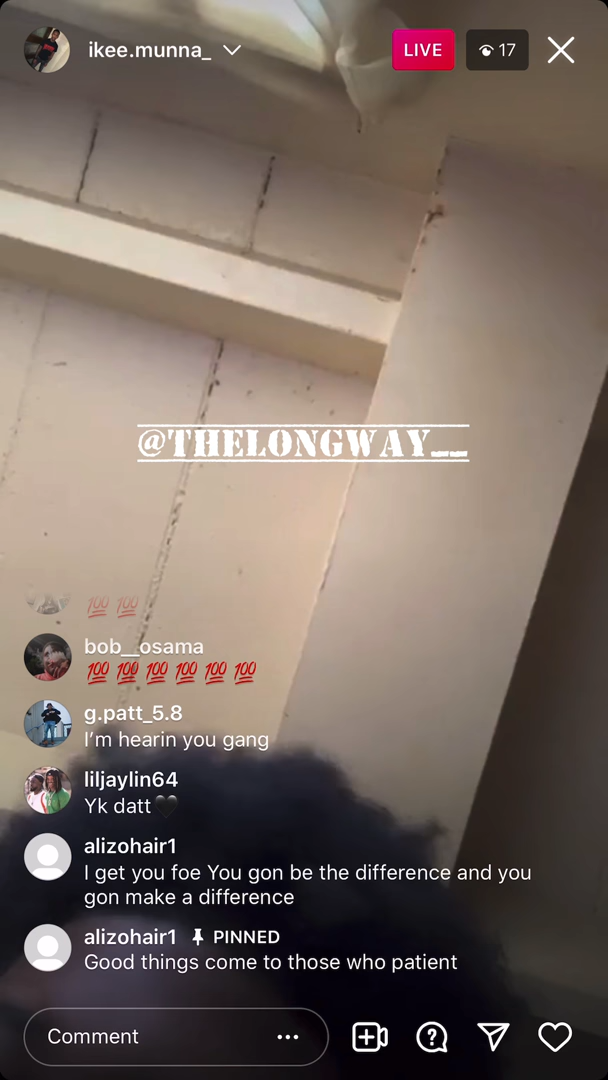 ikee.munna_
LIVE
17
@THELONGWAY__
💯 💯
bob__osama
💯 💯 💯 💯 💯 💯
g.patt_5.8
I’m hearin you gang
liljaylin64
Yk datt🖤
alizohair1
I get you foe You gon be the difference and you
gon make a difference
alizohair1 📌 PINNED
Good things come to those who patient
Comment